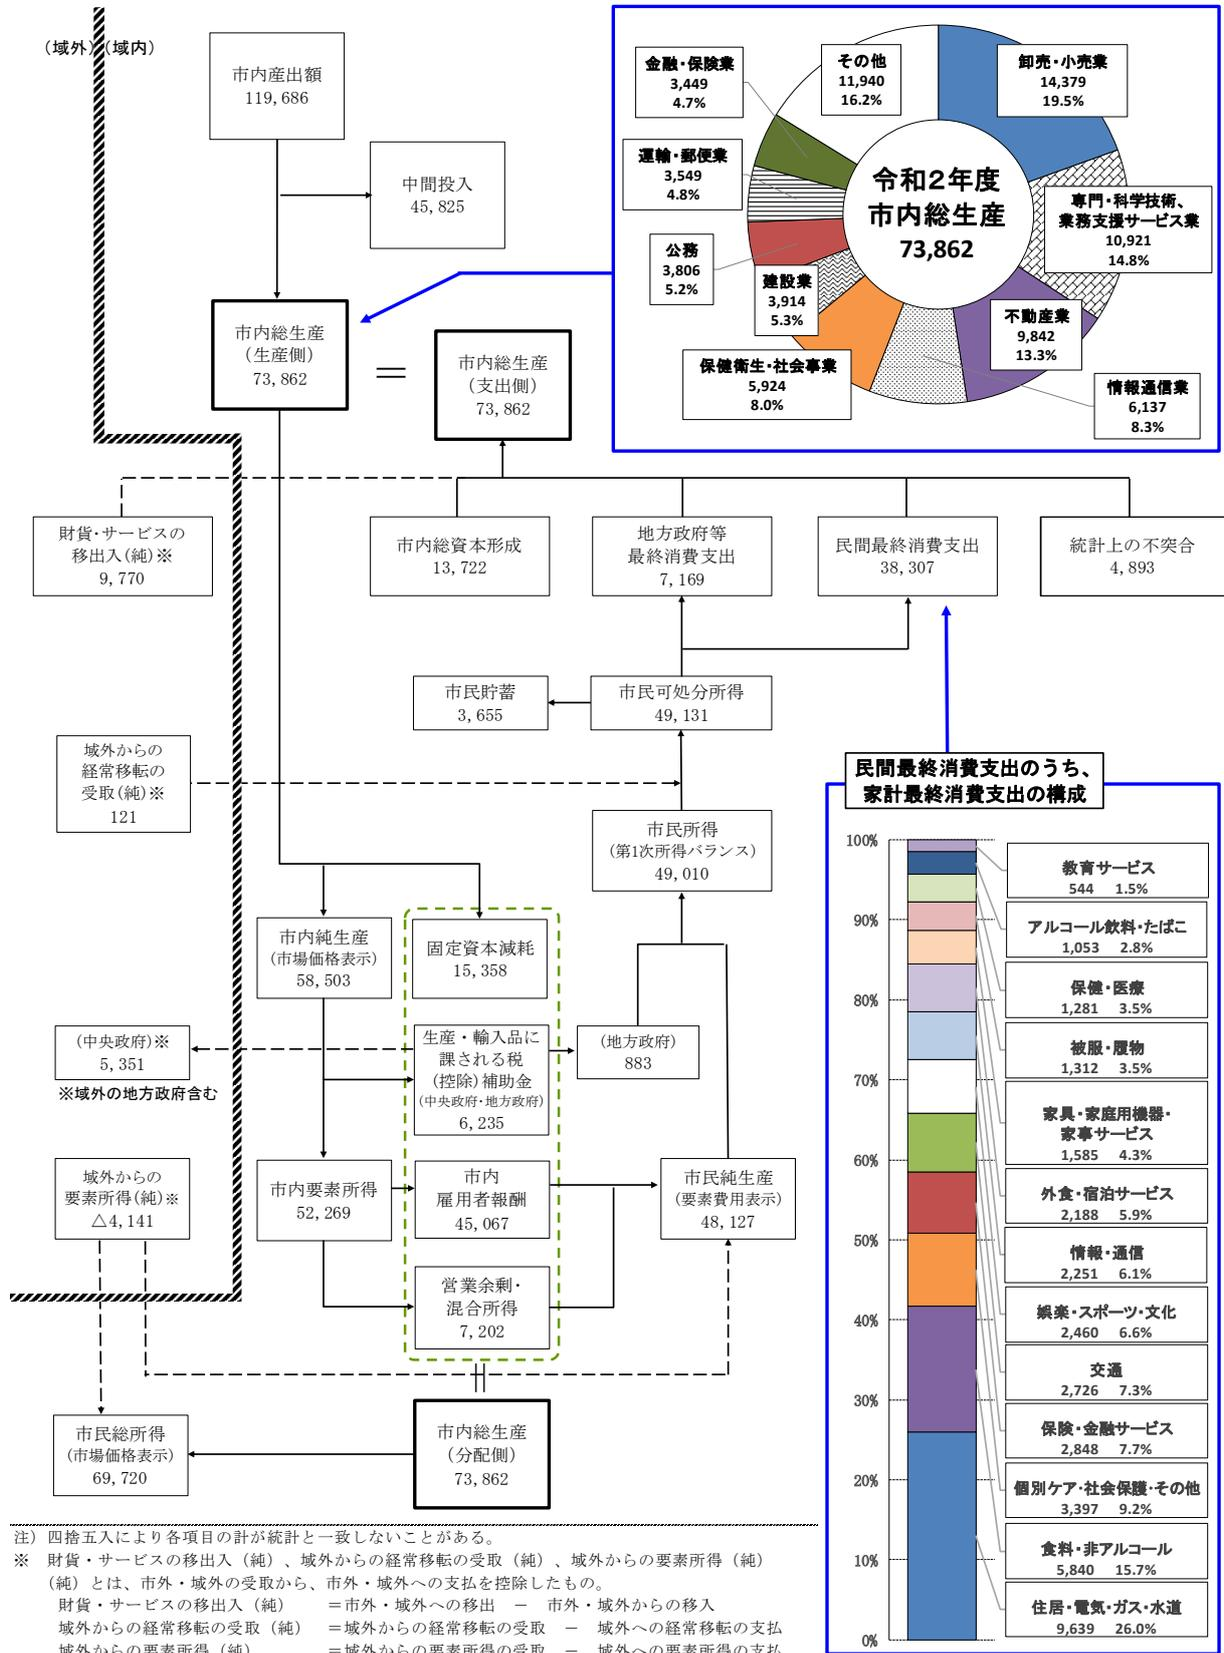 (域外)
(域内)
市内産出額
119,686
中間投入
45,825
市内総生産
(生産側)
73,862
＝
市内総生産
(支出側)
73,862
令和2年度
市内総生産
73,862
卸売・小売業
14,379
19.5%
専門・科学技術、
業務支援サービス業
10,921
14.8%
不動産業
9,842
13.3%
情報通信業
6,137
8.3%
保健衛生・社会事業
5,924
8.0%
建設業
3,914
5.3%
公務
3,806
5.2%
運輸・郵便業
3,549
4.8%
金融・保険業
3,449
4.7%
その他
11,940
16.2%
財貨・サービスの
移出入(純)※
9,770
市内総資本形成
13,722
地方政府等
最終消費支出
7,169
民間最終消費支出
38,307
統計上の不突合
4,893
市民貯蓄
3,655
市民可処分所得
49,131
域外からの
経常移転の
受取(純)※
121
市民所得
(第1次所得バランス)
49,010
市内純生産
(市場価格表示)
58,503
固定資本減耗
15,358
(中央政府)※
5,351
※域外の地方政府含む
生産・輸入品に
課される税
(控除)補助金
(中央政府・地方政府)
6,235
(地方政府)
883
域外からの
要素所得(純)※
△4,141
市内要素所得
52,269
市内
雇用者報酬
45,067
市民純生産
(要素費用表示)
48,127
営業余剰・
混合所得
7,202
市民総所得
(市場価格表示)
69,720
市内総生産
(分配側)
73,862
民間最終消費支出のうち、
家計最終消費支出の構成
100%
90%
80%
70%
60%
50%
40%
30%
20%
10%
0%
教育サービス
544 1.5%
アルコール飲料・たばこ
1,053 2.8%
保健・医療
1,281 3.5%
被服・履物
1,312 3.5%
家具・家庭用機器・
家事サービス
1,585 4.3%
外食・宿泊サービス
2,188 5.9%
情報・通信
2,251 6.1%
娯楽・スポーツ・文化
2,460 6.6%
交通
2,726 7.3%
保険・金融サービス
2,848 7.7%
個別ケア・社会保護・その他
3,397 9.2%
食料・非アルコール
5,840 15.7%
住居・電気・ガス・水道
9,639 26.0%
注）四捨五入により各項目の計が統計と一致しないことがある。
※ 財貨・サービスの移出入（純）、域外からの経常移転の受取（純）、域外からの要素所得（純）
（純）とは、市外・域外の受取から、市外・域外への支払を控除したもの。
財貨・サービスの移出入（純） ＝市外・域外への移出 － 市外・域外からの移入
域外からの経常移転の受取（純） ＝域外からの経常移転の受取 － 域外への経常移転の支払
域外からの要素所得（純） ＝域外からの要素所得の受取 － 域外への要素所得の支払